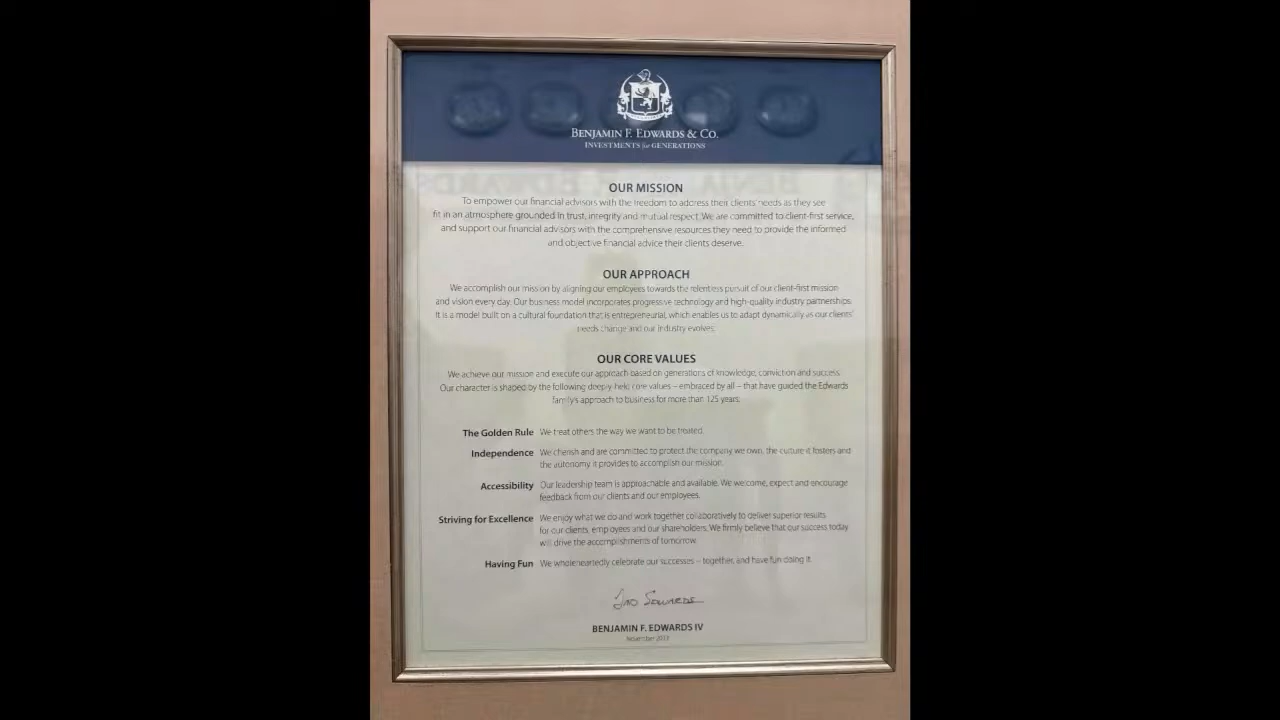 BENJAMIN F. EDWARDS & CO.
INVESTMENTS for GENERATIONS
OUR MISSION
To empower our financial advisors with the freedom to address their clients' needs as they see
fit in an atmosphere grounded in trust, integrity and mutual respect. We are committed to client-first service,
and support our financial advisors with the comprehensive resources they need to provide the informed
and objective financial advice their clients deserve.
OUR APPROACH
We accomplish our mission by aligning our employees towards the relentless pursuit of our client-first mission
and vision every day. Our business model incorporates progressive technology and high-quality industry partnerships.
It is a model built on a cultural foundation that is entrepreneurial, which enables us to adapt dynamically as our clients'
needs change and our industry evolves.
OUR CORE VALUES
We achieve our mission and execute our approach based on generations of knowledge, conviction and success.
Our character is shaped by the following deeply-held core values – embraced by all – that have guided the Edwards
family's approach to business for more than 125 years.
The Golden Rule We treat others the way we want to be treated.
Independence We cherish and are committed to protect the company we own, the culture it fosters and
the autonomy it provides to accomplish our mission.
Accessibility Our leadership team is approachable and available. We welcome, expect and encourage
feedback from our clients and our employees.
Striving for Excellence We enjoy what we do and work together collaboratively to deliver superior results
for our clients, employees and our shareholders. We firmly believe that our success today
will drive the accomplishments of tomorrow.
Having Fun We wholeheartedly celebrate our successes – together, and have fun doing it.
Tad Edwards
BENJAMIN F. EDWARDS IV
November